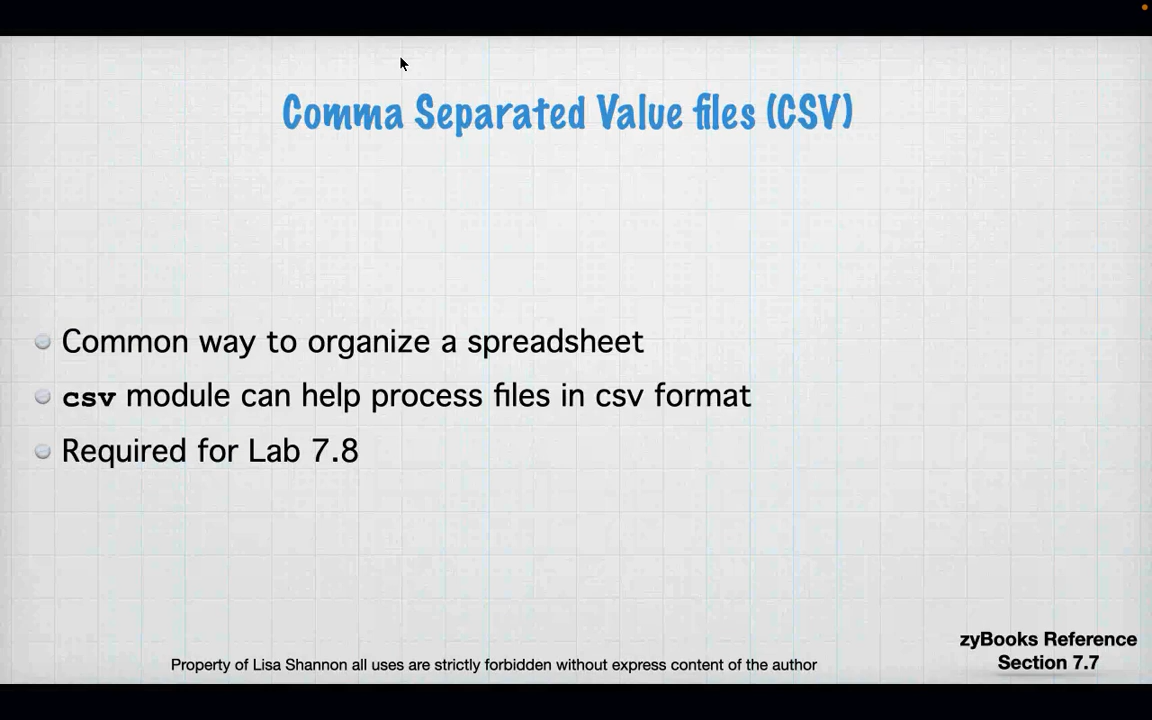 Comma Separated Value files (CSV)
Common way to organize a spreadsheet
csv module can help process files in csv format
Required for Lab 7.8
zyBooks Reference
Section 7.7
Property of Lisa Shannon all uses are strictly forbidden without express content of the author